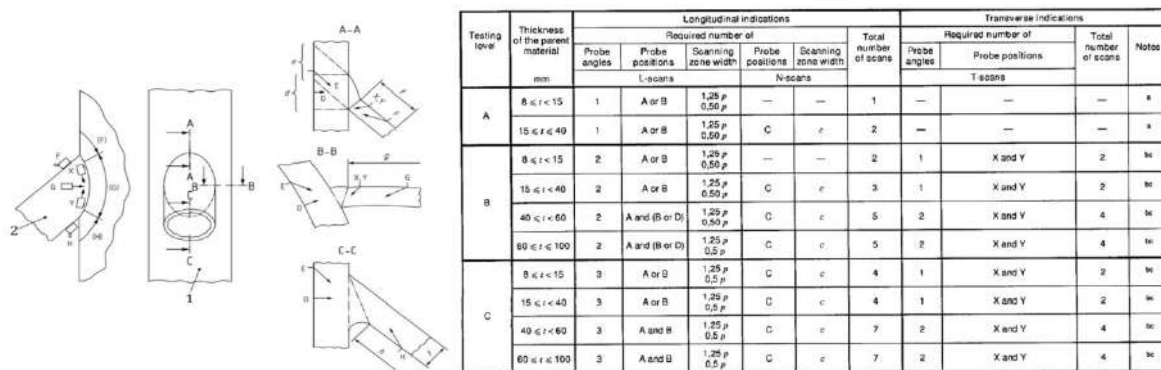 A-A
e
d
E
D
X,Y
F
f
B-B
g
E
D
X Y
G
C-C
E
D
H
h
F
X
G
Y
H
(F)
(G)
(H)
2
A
A
B
B
C
C
1
Testing level
Thickness of the parent material
mm
Longitudinal indications
Transverse indications
Required number of
Total number of scans
Required number of
Total number of scans
Notes
Probe angles
Probe positions
Scanning zone width
Probe positions
Scanning zone width
Probe angles
Probe positions
L-scans
N-scans
T-scans
A
8 ≤ t < 15 1 A or B 1,25 p 0,50 p — — 1 — — — a
15 ≤ t ≤ 40 1 A or B 1,25 p 0,50 p C c 2 — — — a
B
8 ≤ t < 15 2 A or B 1,25 p 0,50 p — — 2 1 X and Y 2 bc
15 ≤ t < 40 2 A or B 1,25 p 0,50 p C c 3 1 X and Y 2 bc
40 ≤ t < 60 2 A and (B or D) 1,25 p 0,50 p C c 5 2 X and Y 4 bc
60 ≤ t ≤ 100 2 A and (B or D) 1,25 p 0,5 p C c 5 2 X and Y 4 bc
C
8 ≤ t < 15 3 A or B 1,25 p 0,5 p C c 4 1 X and Y 2 bc
15 ≤ t < 40 3 A or B 1,25 p 0,5 p C c 4 1 X and Y 2 bc
40 ≤ t < 60 3 A and B 1,25 p 0,5 p C c 7 2 X and Y 4 bc
60 ≤ t ≤ 100 3 A and B 1,25 p 0,5 p C c 7 2 X and Y 4 bc